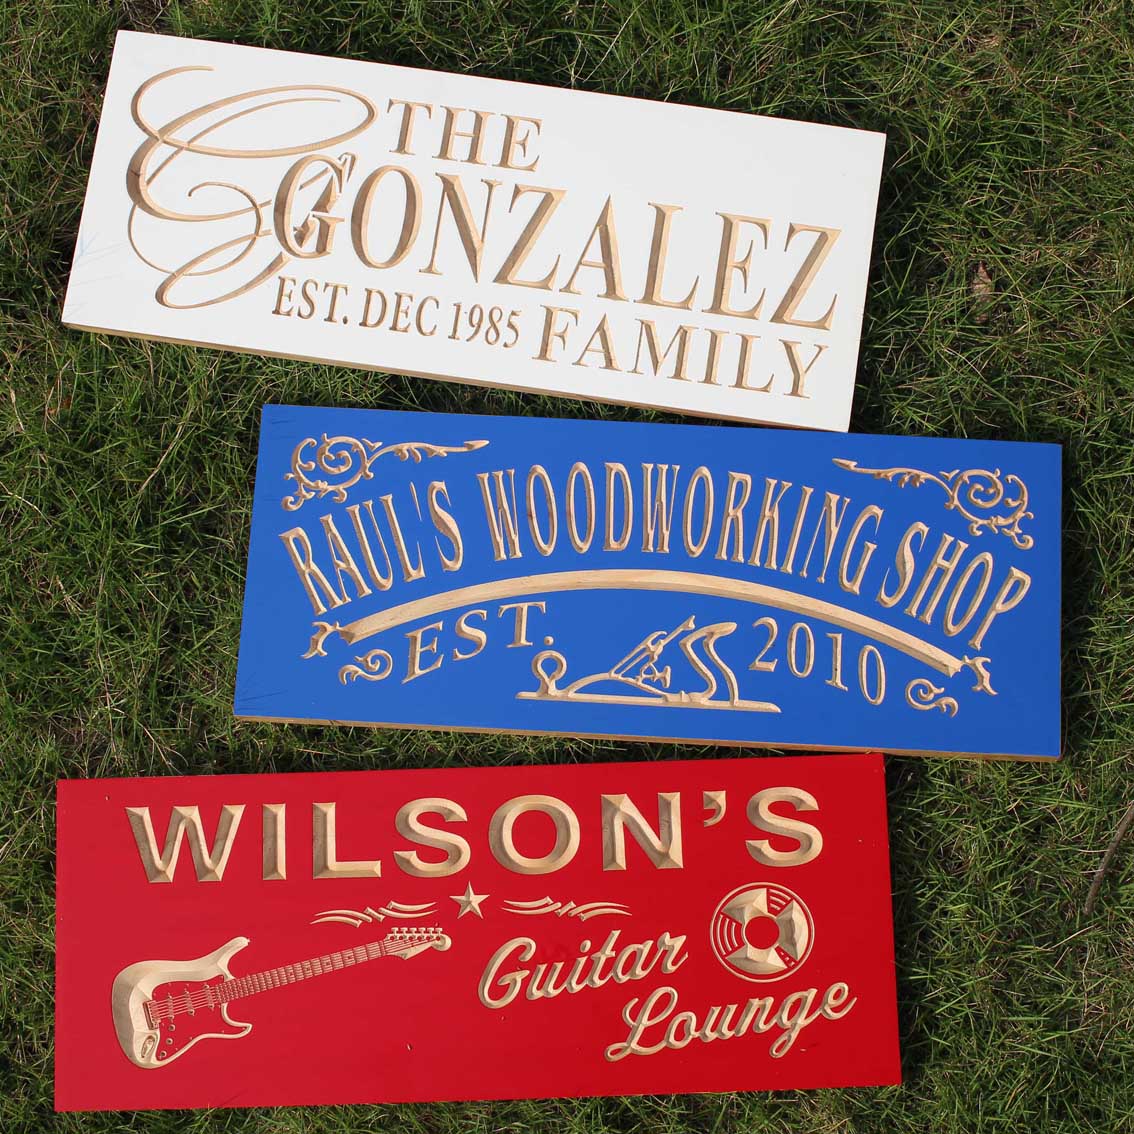 THE
G GONZALEZ
EST. DEC 1985 FAMILY
RAUL'S WOODWORKING SHOP
EST. 2010
WILSON'S
Guitar
Lounge